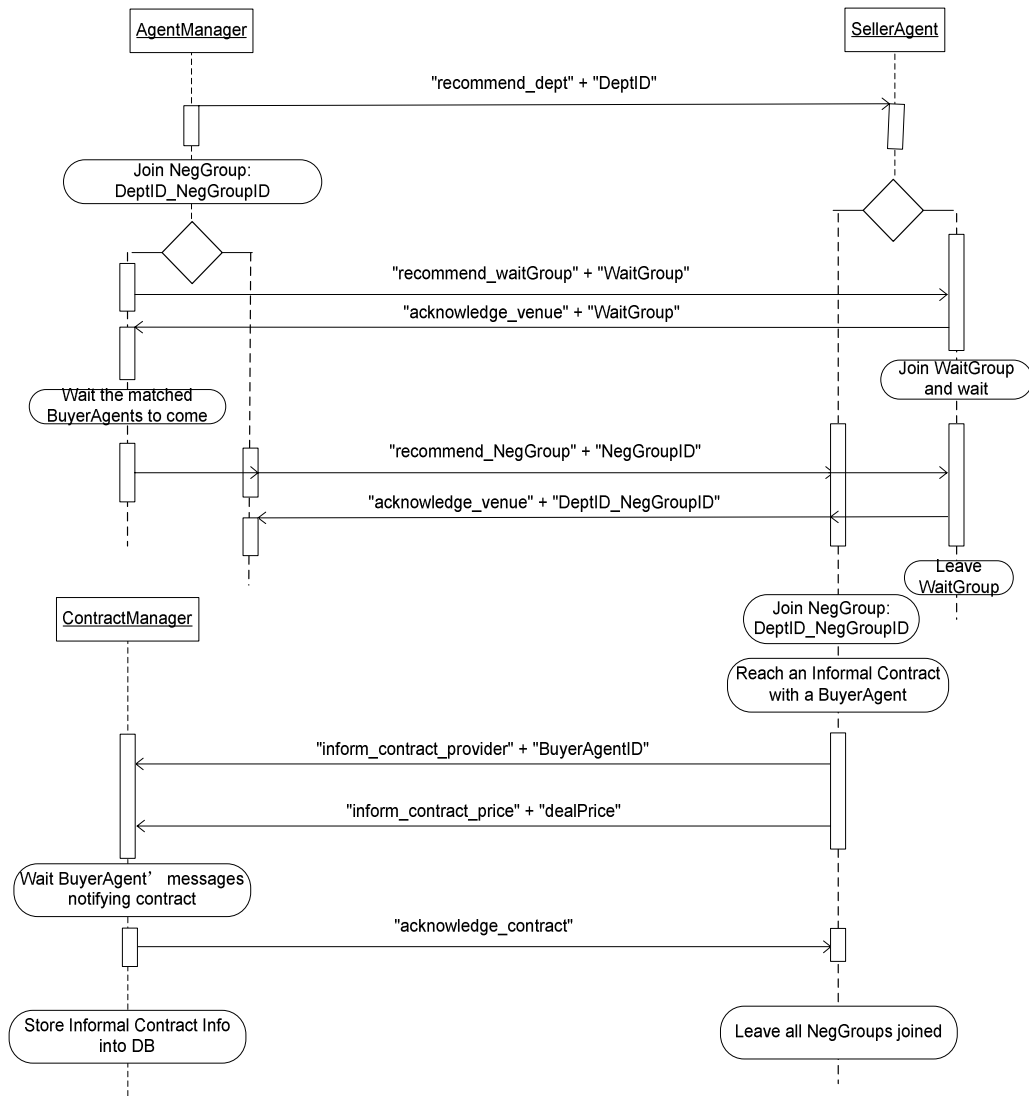 AgentManager
SellerAgent
"recommend_dept" + "DeptID"
Join NegGroup:
DeptID_NegGroupID
"recommend_waitGroup" + "WaitGroup"
"acknowledge_venue" + "WaitGroup"
Wait the matched
BuyerAgents to come
Join WaitGroup
and wait
"recommend_NegGroup" + "NegGroupID"
"acknowledge_venue" + "DeptID_NegGroupID"
Leave
WaitGroup
ContractManager
Join NegGroup:
DeptID_NegGroupID
Reach an Informal Contract
with a BuyerAgent
"inform_contract_provider" + "BuyerAgentID"
"inform_contract_price" + "dealPrice"
Wait BuyerAgent’ messages
notifying contract
"acknowledge_contract"
Store Informal Contract Info
into DB
Leave all NegGroups joined